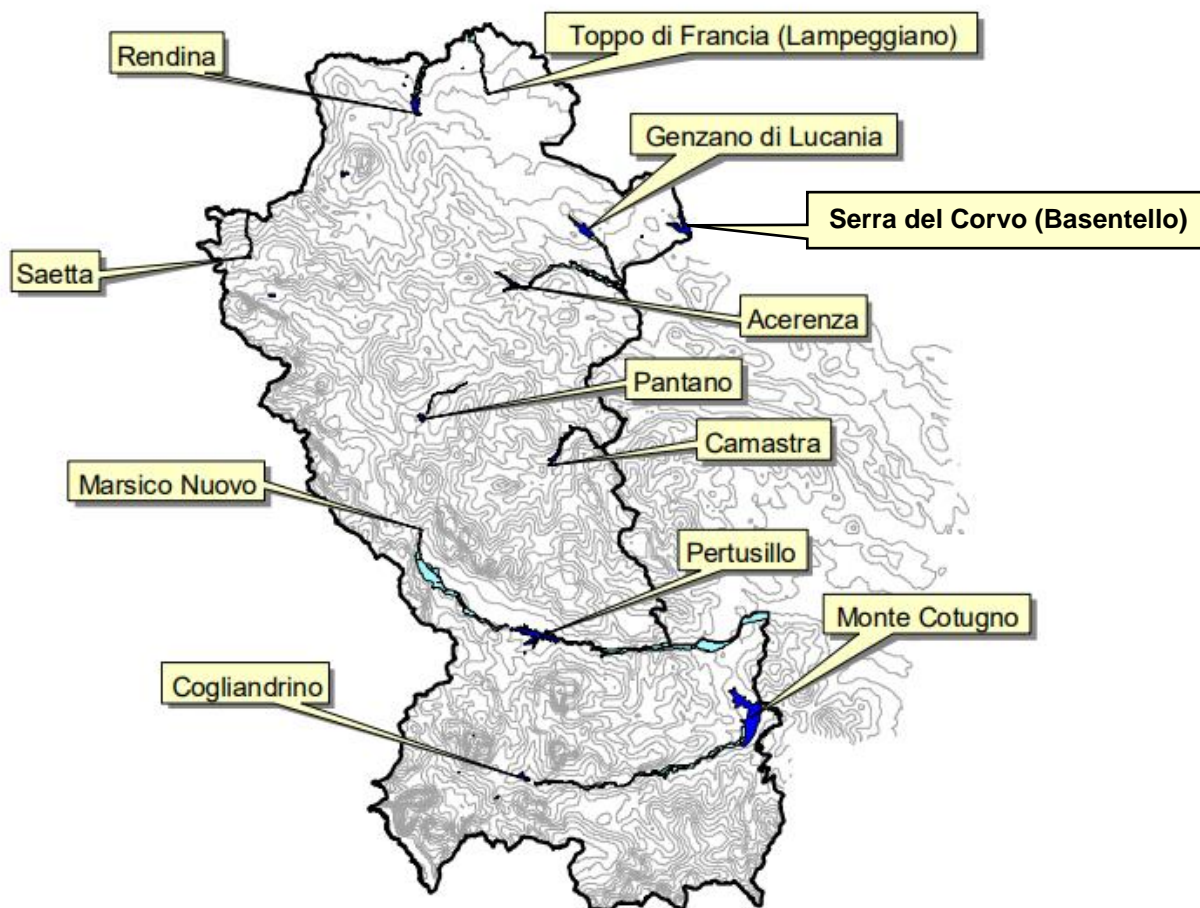 Toppo di Francia (Lampeggiano)
Rendina
Genzano di Lucania
Serra del Corvo (Basentello)
Saetta
Acerenza
Pantano
Camastra
Marsico Nuovo
Pertusillo
Monte Cotugno
Cogliandrino